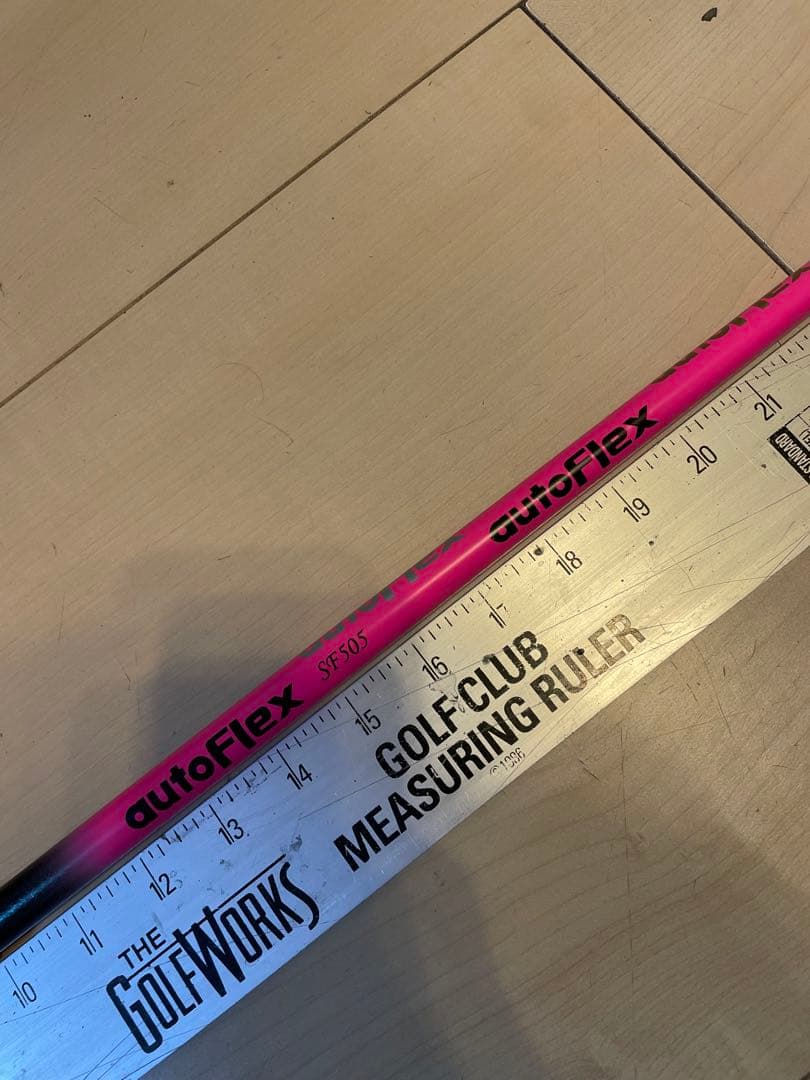 autoFlex
autoFlex
SF505
autoFlex
autoFlex
10 11 12 13 14 15 16 17 18 19 20 21
THE
GOLFWORKS
GOLF CLUB
MEASURING RULER
©1996
STANDARD